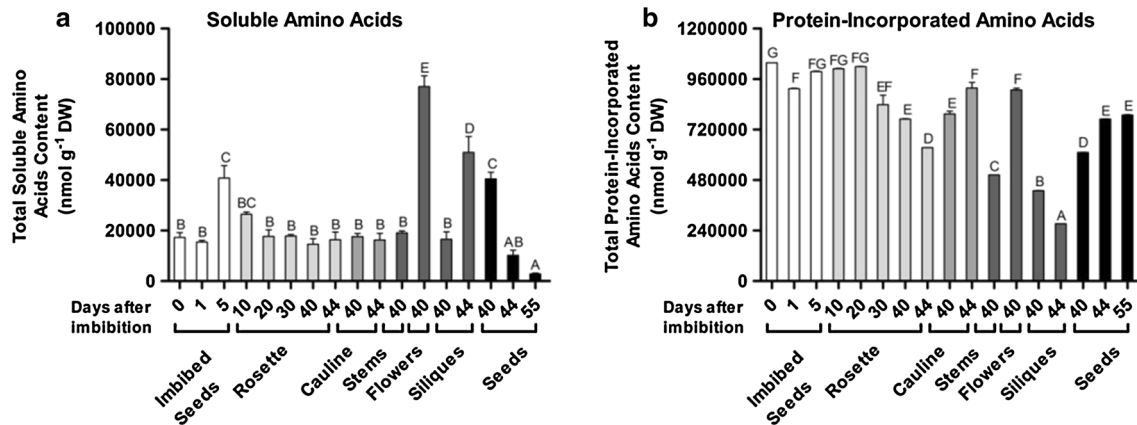 a Soluble Amino Acids
Total Soluble Amino
Acids Content
(nmol g-1 DW)
100000
80000
60000
40000
20000
0
B B C BC B B B B B B B E B D C AB A
Days after
imbibition
0 1 5 10 20 30 40 44 40 44 40 40 40 44 40 44 55
Imbibed
Seeds
Rosette
Cauline
Stems
Flowers
Siliques
Seeds
b Protein-Incorporated Amino Acids
Total Protein-Incorporated
Amino Acids Content
(nmol g-1 DW)
1200000
960000
720000
480000
240000
0
G F FG FG FG EF E D E F C F B A D E E
Days after
imbibition
0 1 5 10 20 30 40 44 40 44 40 40 40 44 40 44 55
Imbibed
Seeds
Rosette
Cauline
Stems
Flowers
Siliques
Seeds